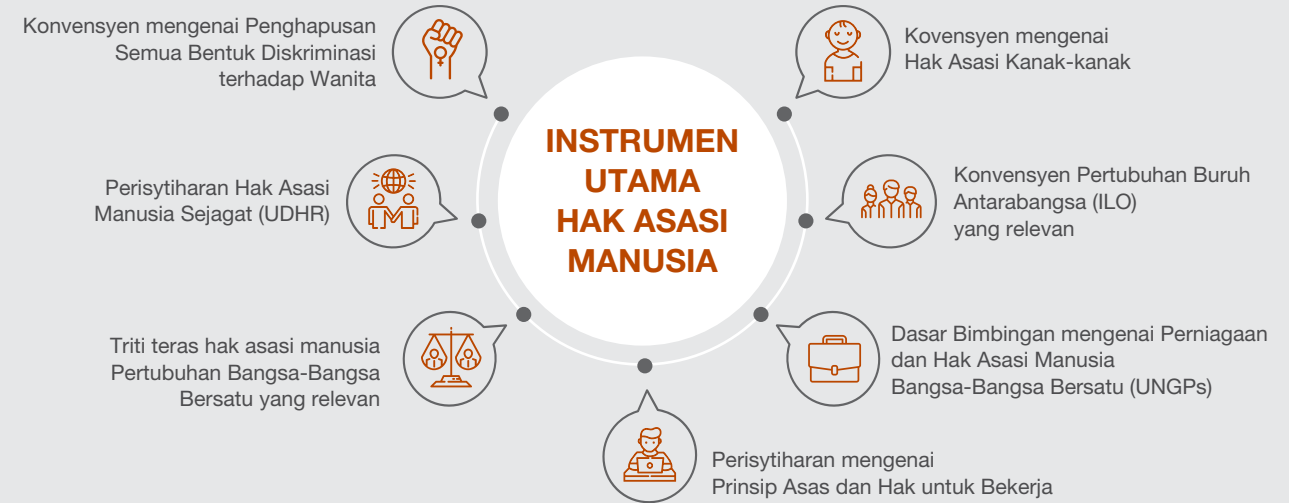 Konvensyen mengenai Penghapusan
Semua Bentuk Diskriminasi
terhadap Wanita
Kovensyen mengenai
Hak Asasi Kanak-kanak
INSTRUMEN
UTAMA
HAK ASASI
MANUSIA
Perisytiharan Hak Asasi
Manusia Sejagat (UDHR)
Konvensyen Pertubuhan Buruh
Antarabangsa (ILO)
yang relevan
Triti teras hak asasi manusia
Pertubuhan Bangsa-Bangsa
Bersatu yang relevan
Dasar Bimbingan mengenai Perniagaan
dan Hak Asasi Manusia
Bangsa-Bangsa Bersatu (UNGPs)
Perisytiharan mengenai
Prinsip Asas dan Hak untuk Bekerja